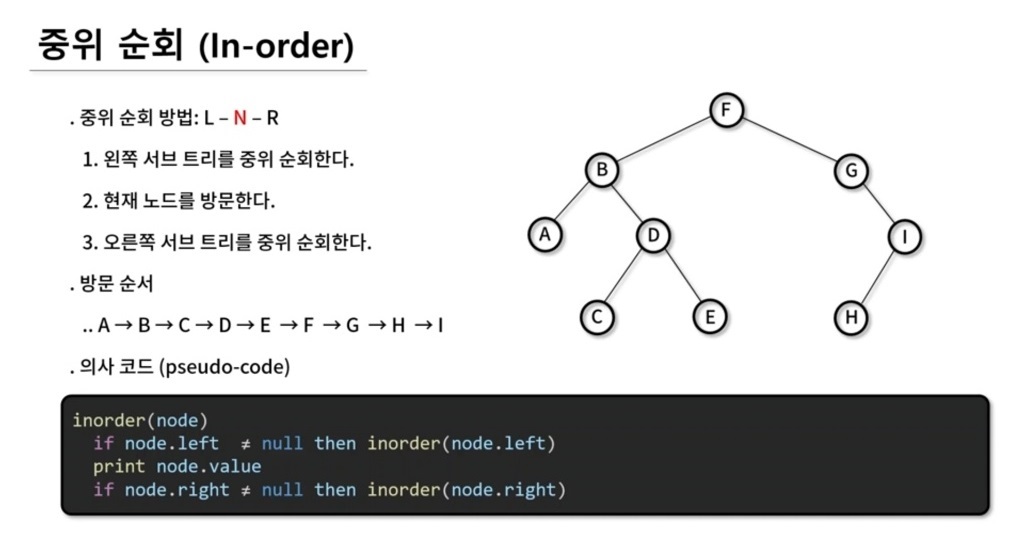 중위 순회 (In-order)
. 중위 순회 방법: L – N – R
1. 왼쪽 서브 트리를 중위 순회한다.
2. 현재 노드를 방문한다.
3. 오른쪽 서브 트리를 중위 순회한다.
. 방문 순서
.. A → B → C → D → E → F → G → H → I
. 의사 코드 (pseudo-code)
F
B
G
A
D
I
C
E
H
inorder(node)
if node.left ≠ null then inorder(node.left)
print node.value
if node.right ≠ null then inorder(node.right)